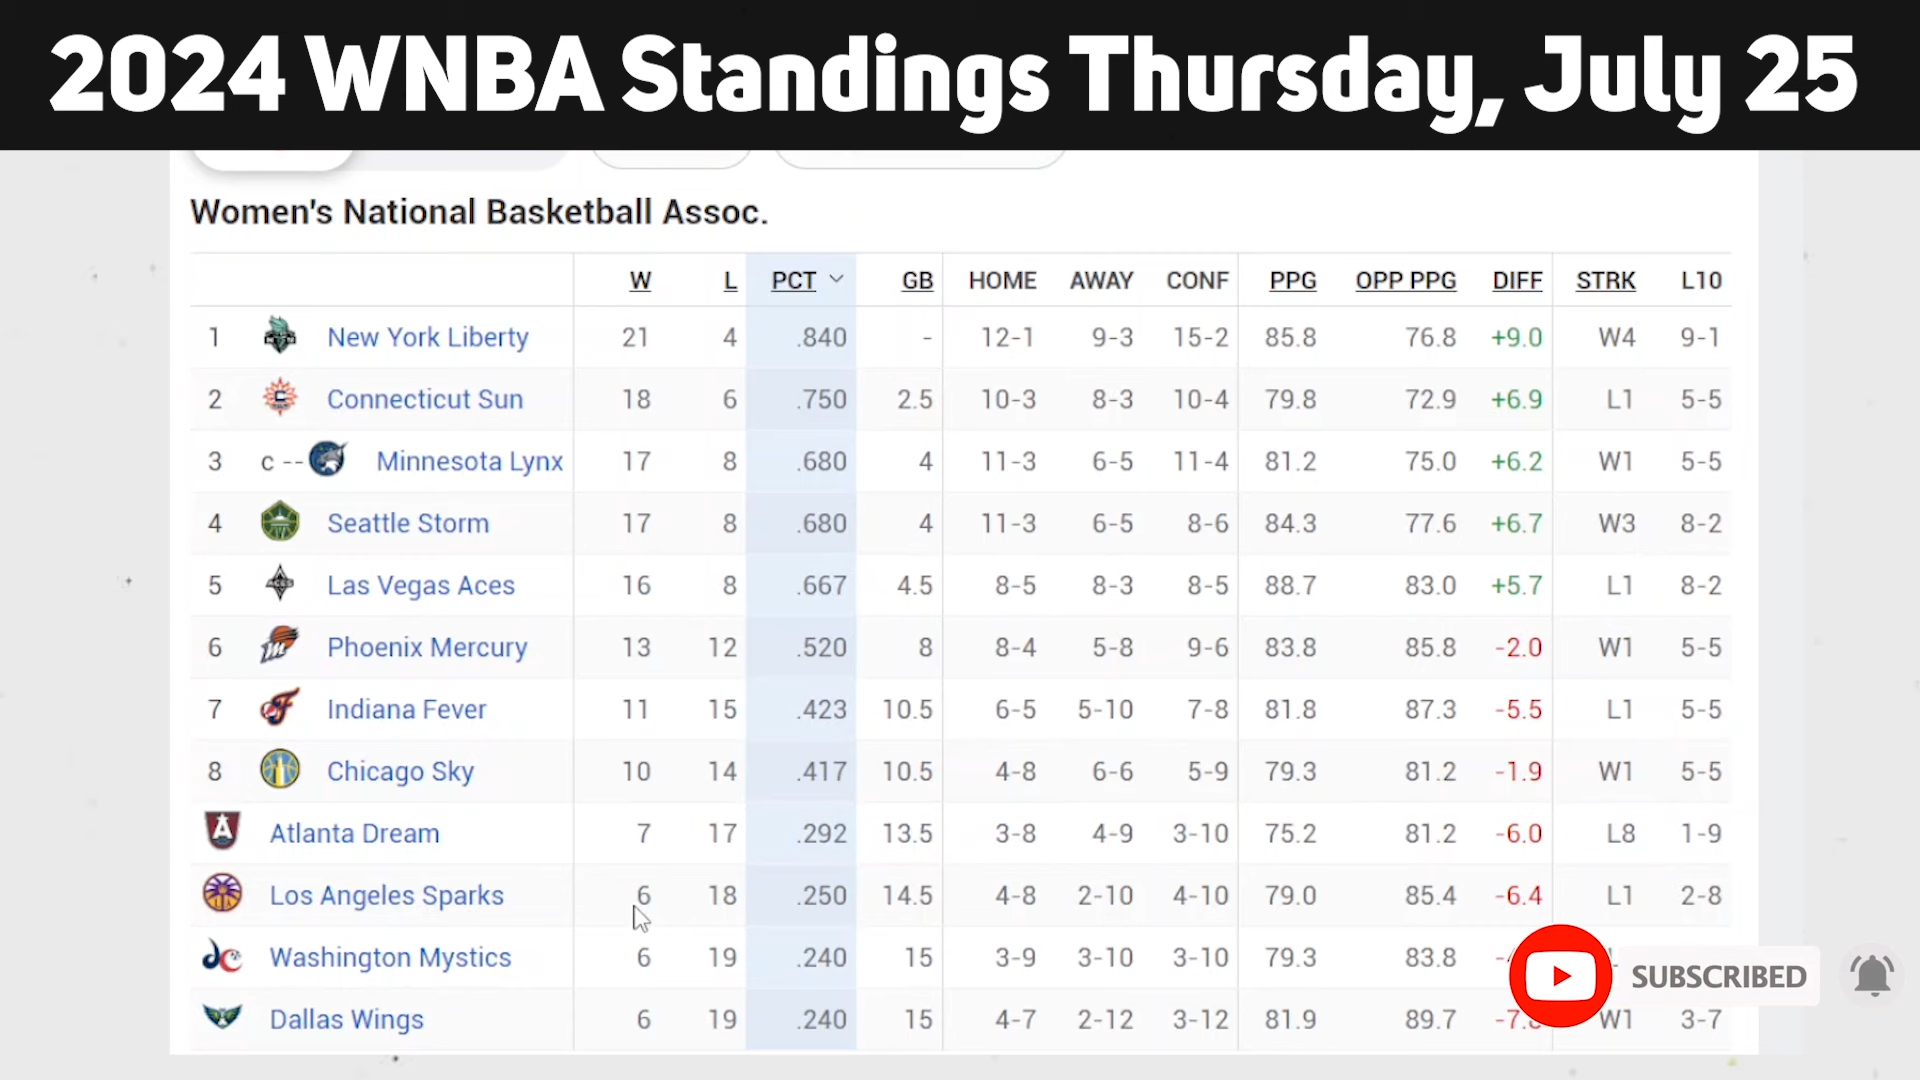 2024 WNBA Standings Thursday, July 25
Women's National Basketball Assoc.
W L PCT GB HOME AWAY CONF PPG OPP PPG DIFF STRK L10
1 New York Liberty 21 4 .840 - 12-1 9-3 15-2 85.8 76.8 +9.0 W4 9-1
2 Connecticut Sun 18 6 .750 2.5 10-3 8-3 10-4 79.8 72.9 +6.9 L1 5-5
3 c -- Minnesota Lynx 17 8 .680 4 11-3 6-5 11-4 81.2 75.0 +6.2 W1 5-5
4 Seattle Storm 17 8 .680 4 11-3 6-5 8-6 84.3 77.6 +6.7 W3 8-2
5 Las Vegas Aces 16 8 .667 4.5 8-5 8-3 8-5 88.7 83.0 +5.7 L1 8-2
6 Phoenix Mercury 13 12 .520 8 8-4 5-8 9-6 83.8 85.8 -2.0 W1 5-5
7 Indiana Fever 11 15 .423 10.5 6-5 5-10 7-8 81.8 87.3 -5.5 L1 5-5
8 Chicago Sky 10 14 .417 10.5 4-8 6-6 5-9 79.3 81.2 -1.9 W1 5-5
Atlanta Dream 7 17 .292 13.5 3-8 4-9 3-10 75.2 81.2 -6.0 L8 1-9
Los Angeles Sparks 6 18 .250 14.5 4-8 2-10 4-10 79.0 85.4 -6.4 L1 2-8
Washington Mystics 6 19 .240 15 3-9 3-10 3-10 79.3 83.8
SUBSCRIBED
Dallas Wings 6 19 .240 15 4-7 2-12 3-12 81.9 89.7 W1 3-7